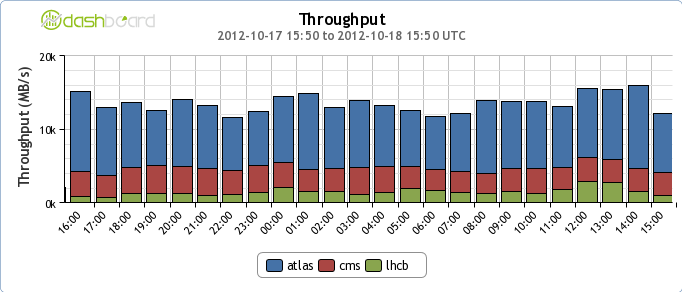 dashboard
Throughput
2012-10-17 15:50 to 2012-10-18 15:50 UTC
Throughput (MB/s)
20k
10k
0k
16:00 17:00 18:00 19:00 20:00 21:00 22:00 23:00 00:00 01:00 02:00 03:00 04:00 05:00 06:00 07:00 08:00 09:00 10:00 11:00 12:00 13:00 14:00 15:00
atlas cms lhcb